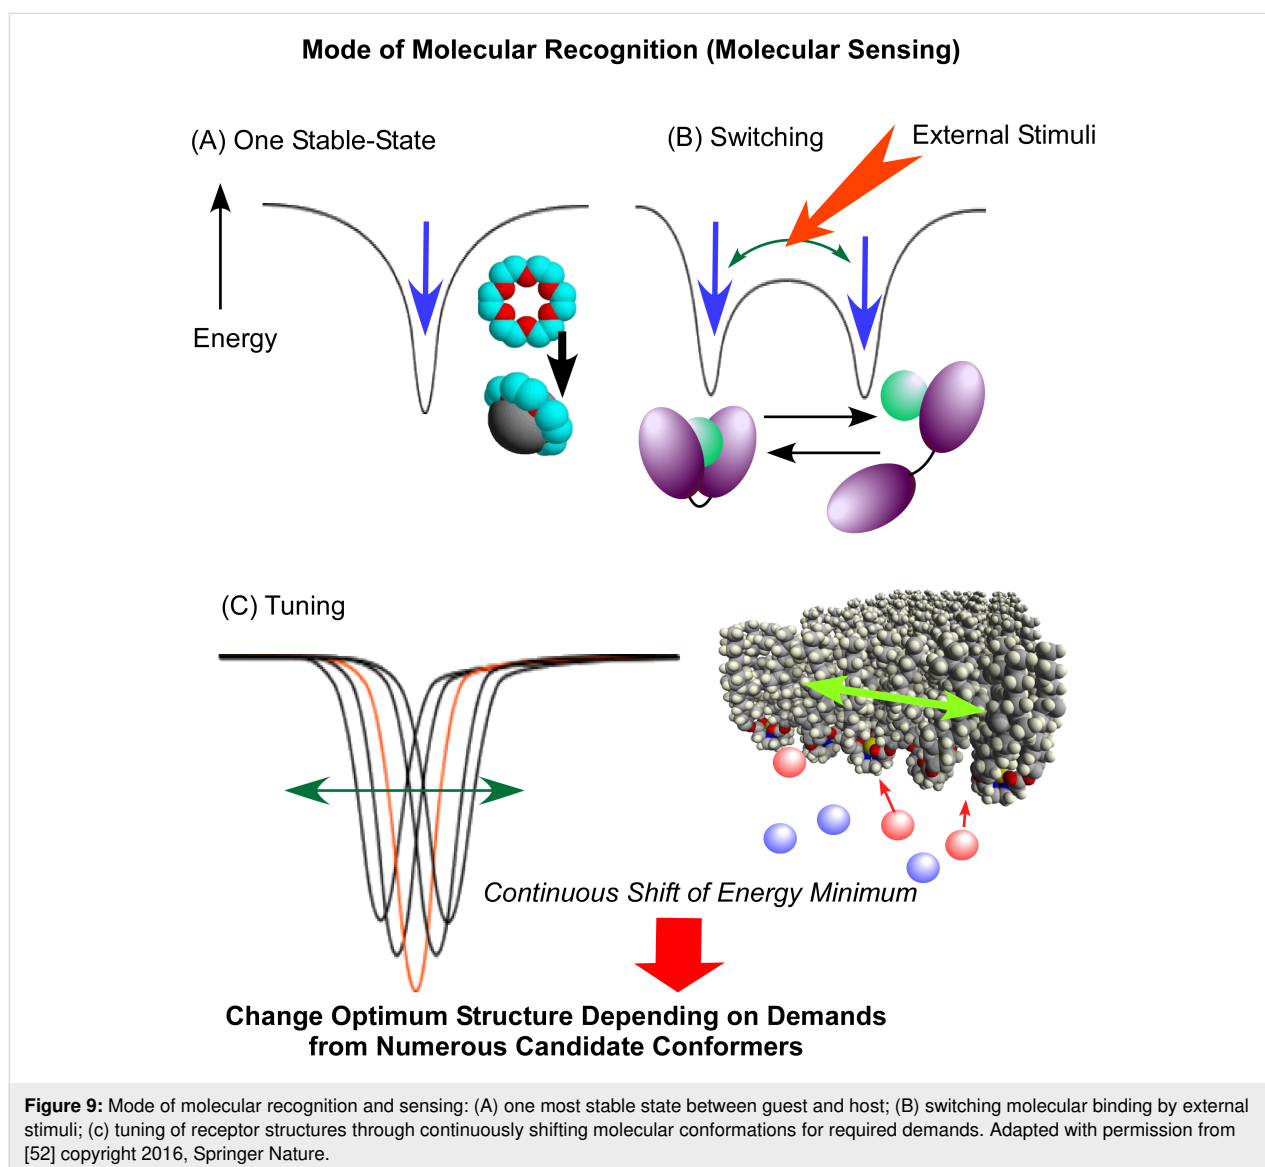 Mode of Molecular Recognition (Molecular Sensing)
(A) One Stable-State
(B) Switching
External Stimuli
Energy
(C) Tuning
Continuous Shift of Energy Minimum
Change Optimum Structure Depending on Demands
from Numerous Candidate Conformers
Figure 9: Mode of molecular recognition and sensing: (A) one most stable state between guest and host; (B) switching molecular binding by external
stimuli; (c) tuning of receptor structures through continuously shifting molecular conformations for required demands. Adapted with permission from
[52] copyright 2016, Springer Nature.